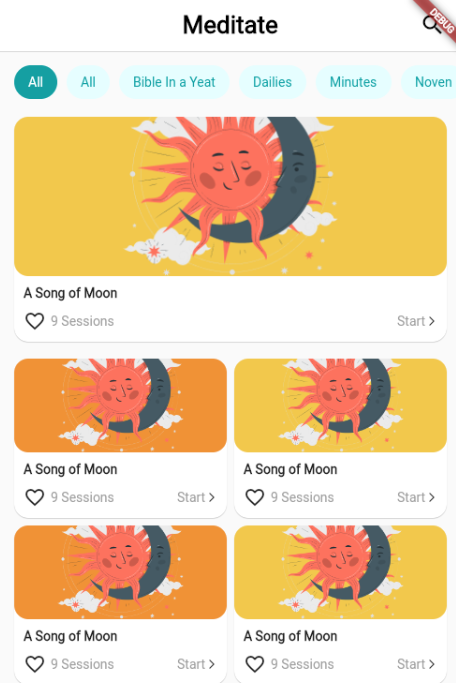 Meditate
DEBUG
All All Bible In a Yeat Dailies Minutes Noven
A Song of Moon
9 Sessions Start
A Song of Moon A Song of Moon
9 Sessions Start 9 Sessions Start
A Song of Moon A Song of Moon
9 Sessions Start 9 Sessions Start